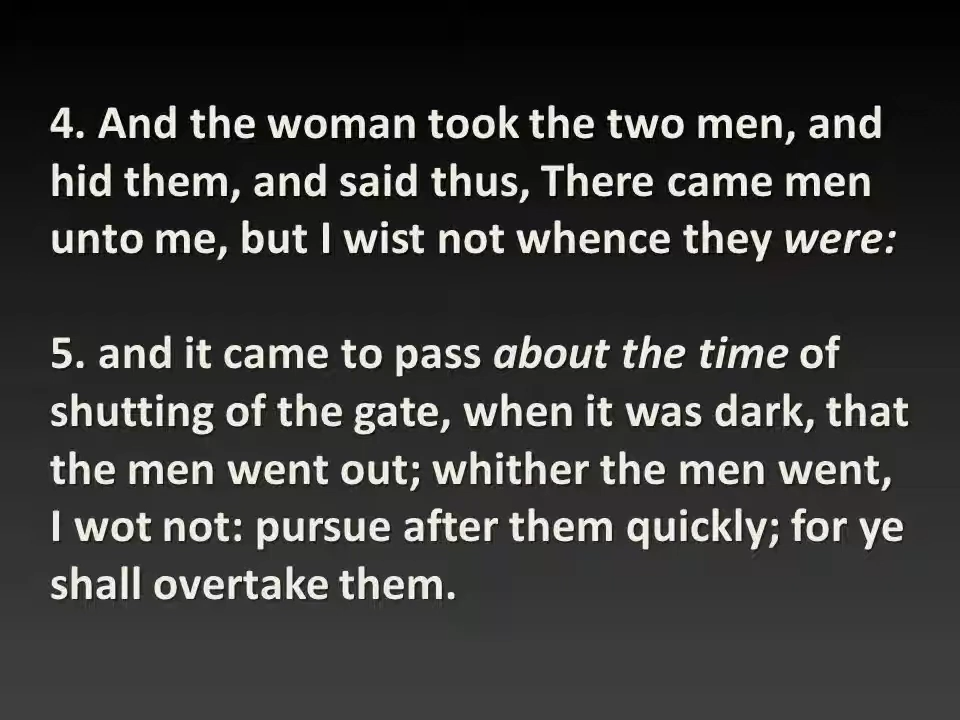 4. And the woman took the two men, and
hid them, and said thus, There came men
unto me, but I wist not whence they were:
5. and it came to pass about the time of
shutting of the gate, when it was dark, that
the men went out; whither the men went,
I wot not: pursue after them quickly; for ye
shall overtake them.